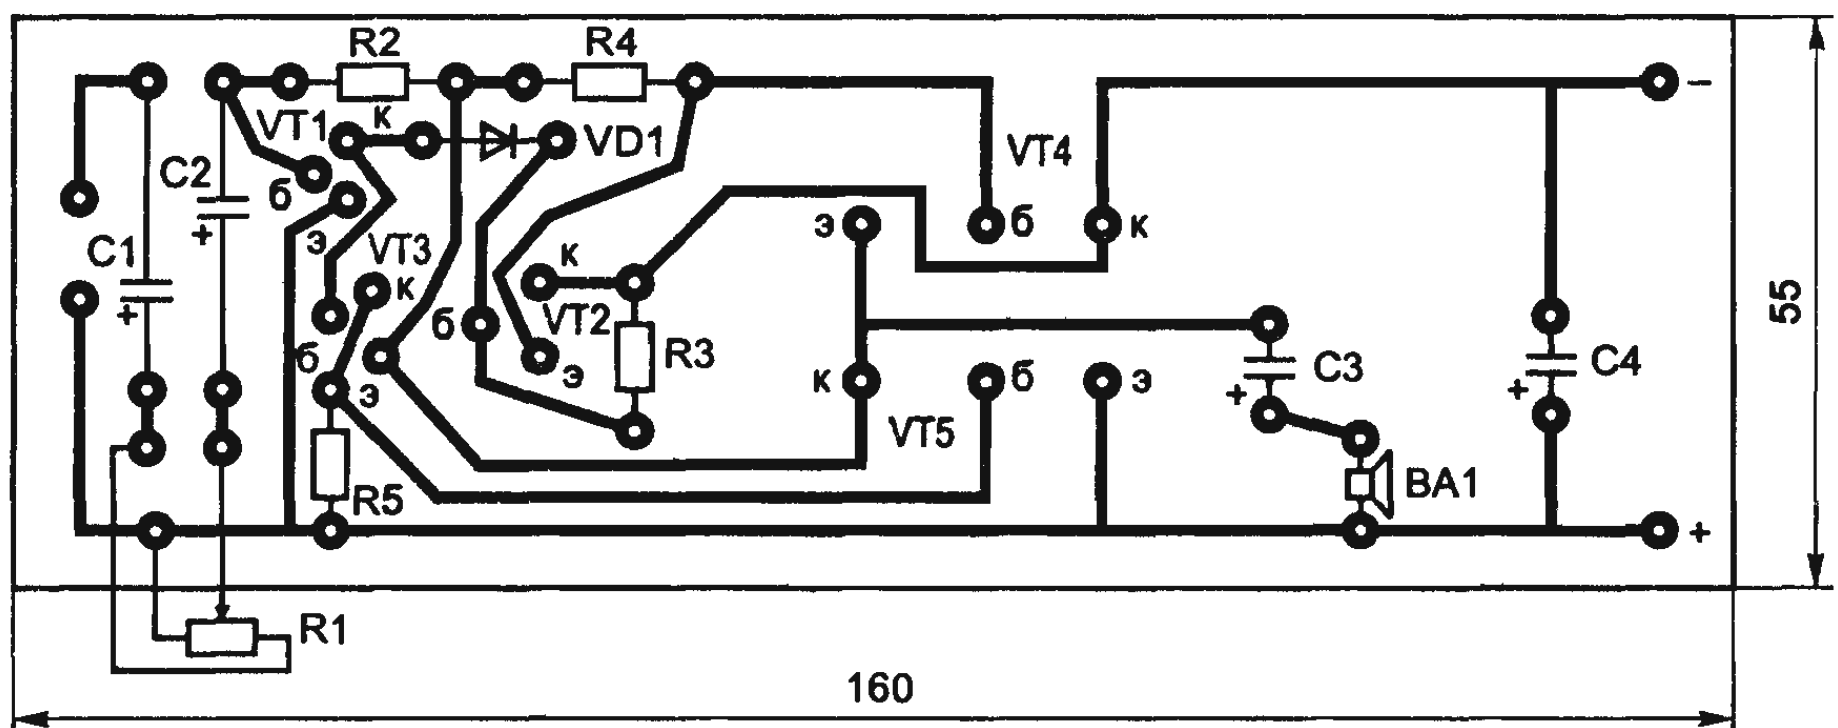 R2
R4
−
VT1
к
VD1
VT4
C2
б
э
б
к
C1
+
э
VT3
к
к
+
б
VT2
R3
55
б
э
э
к
б
э
C3
C4
+
+
VT5
R5
BA1
+
R1
160